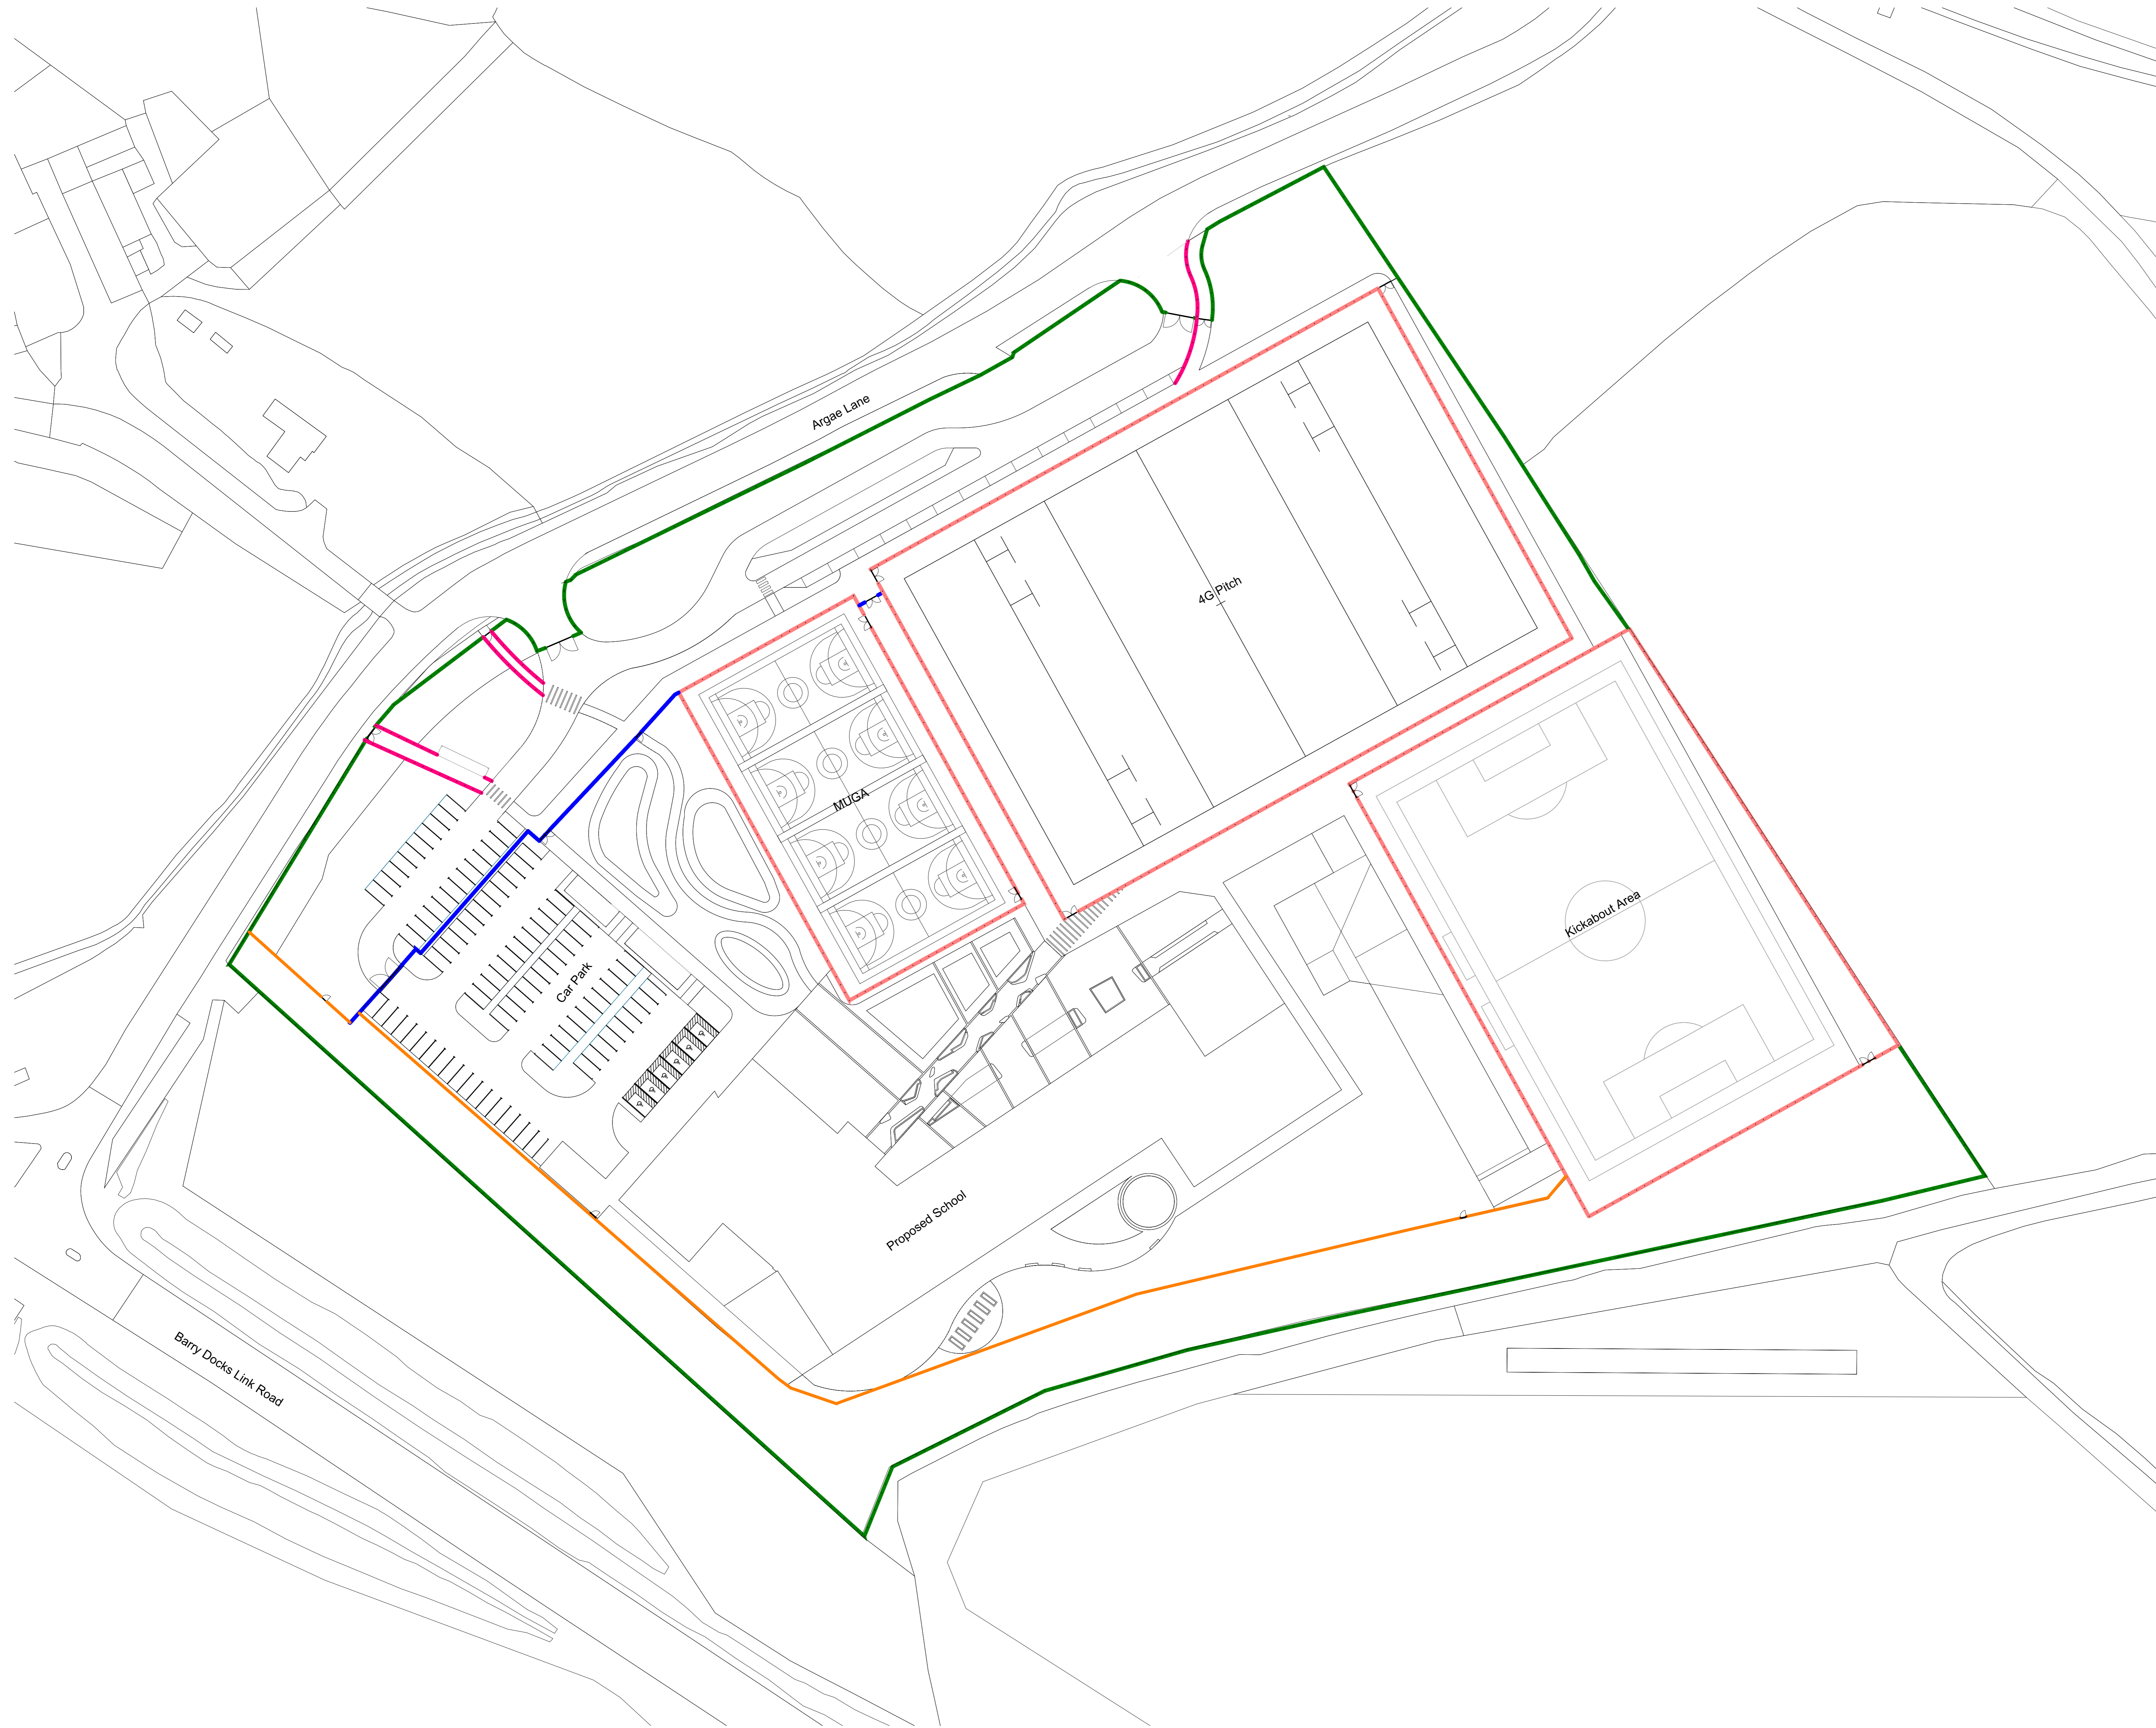 Argae Lane
4G Pitch
MUGA
Kickabout Area
Car Park
Proposed School
Barry Docks Link Road